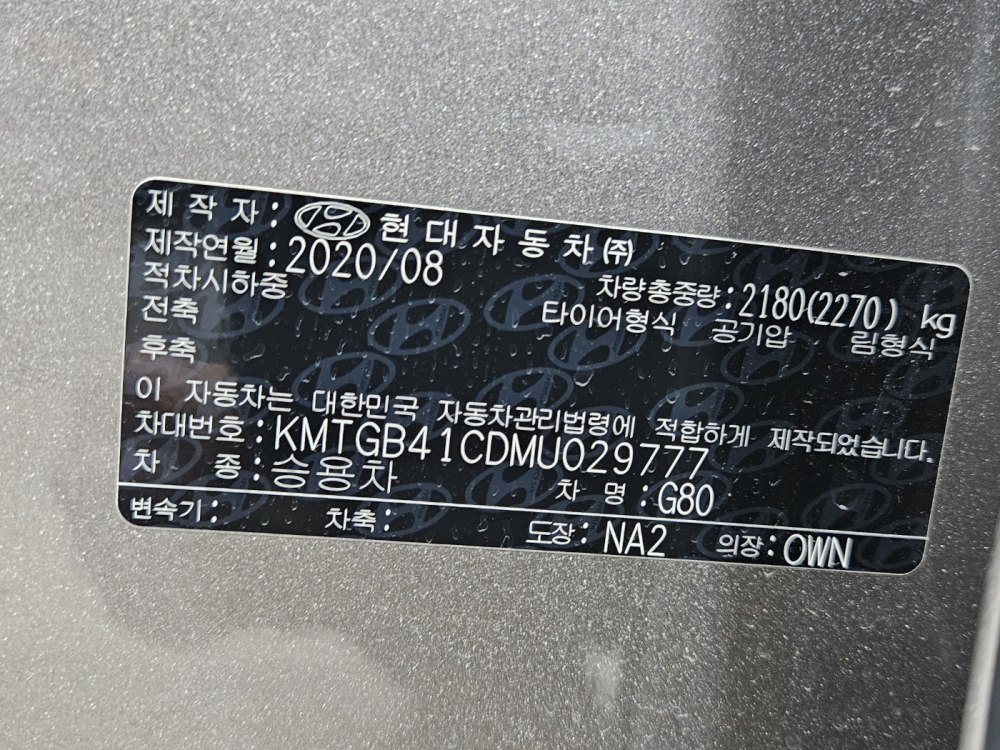 제 작 자 : 현 대 자 동 차 ㈜
제작연월 : 2020/08
차량총중량 : 2180(2270) kg
적차시하중 타이어형식 공기압 림형식
전축
후축
이 자동차는 대한민국 자동차관리법령에 적합하게 제작되었습니다.
차대번호 : KMTGB41CDMU029777
차 종 : 승용차 차 명 : G80
변속기 : 차축 : 도장 : NA2 의장 : OWN